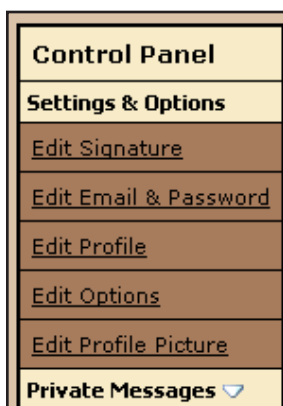 Control Panel
Settings & Options
Edit Signature
Edit Email & Password
Edit Profile
Edit Options
Edit Profile Picture
Private Messages